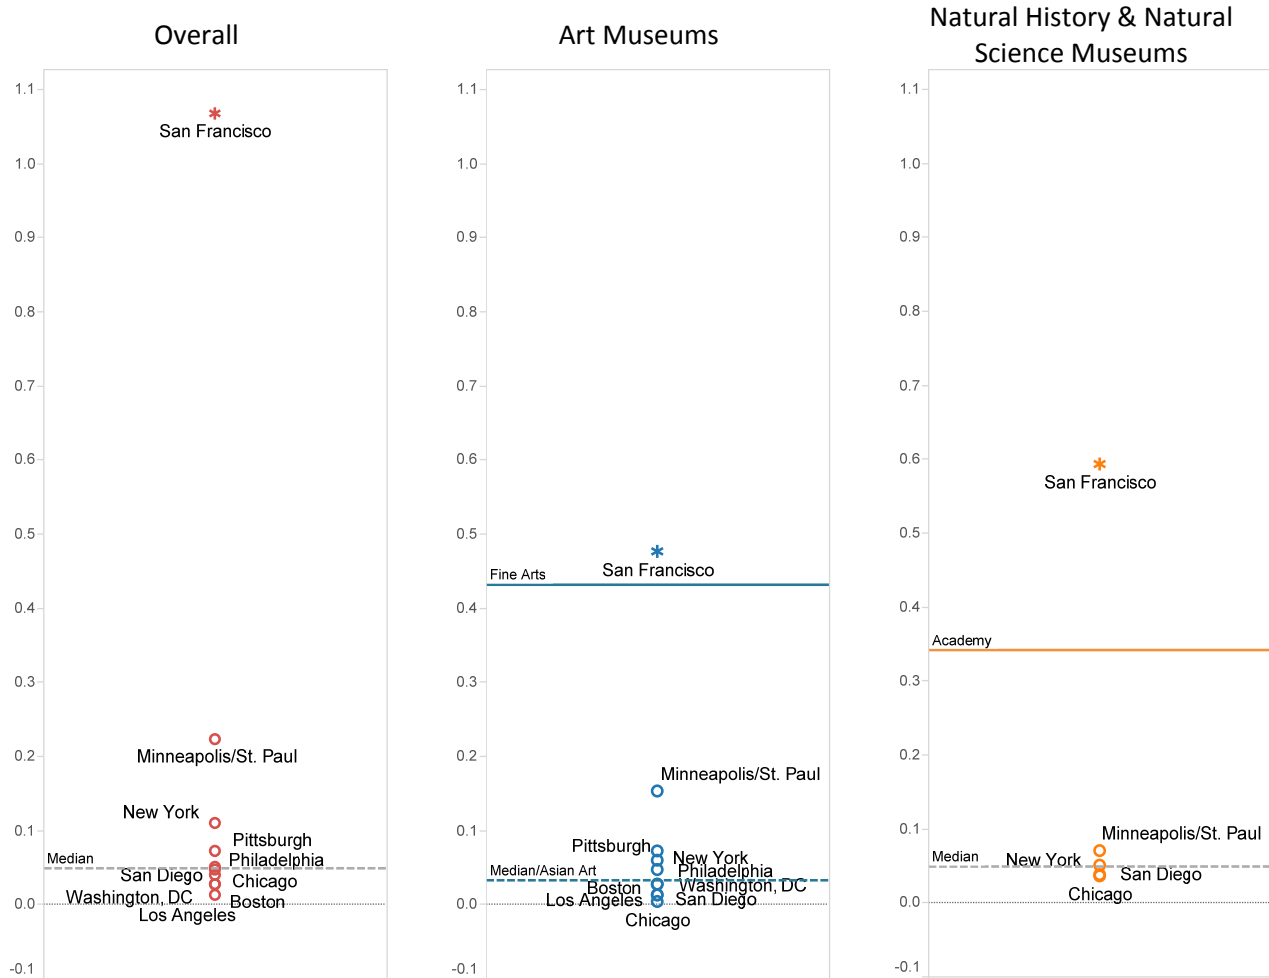 Overall
1.1
1.0
0.9
0.8
0.7
0.6
0.5
0.4
0.3
0.2
0.1
0.0
-0.1
San Francisco
Minneapolis/St. Paul
New York
Pittsburgh
Median
Philadelphia
San Diego
Chicago
Washington, DC
Boston
Los Angeles
Art Museums
1.1
1.0
0.9
0.8
0.7
0.6
0.5
0.4
0.3
0.2
0.1
0.0
-0.1
San Francisco
Fine Arts
Minneapolis/St. Paul
Pittsburgh
New York
Median/Asian Art
Philadelphia
Boston
Washington, DC
Los Angeles
San Diego
Chicago
Natural History & Natural
Science Museums
1.1
1.0
0.9
0.8
0.7
0.6
0.5
0.4
0.3
0.2
0.1
0.0
-0.1
San Francisco
Academy
Minneapolis/St. Paul
Median
New York
San Diego
Chicago